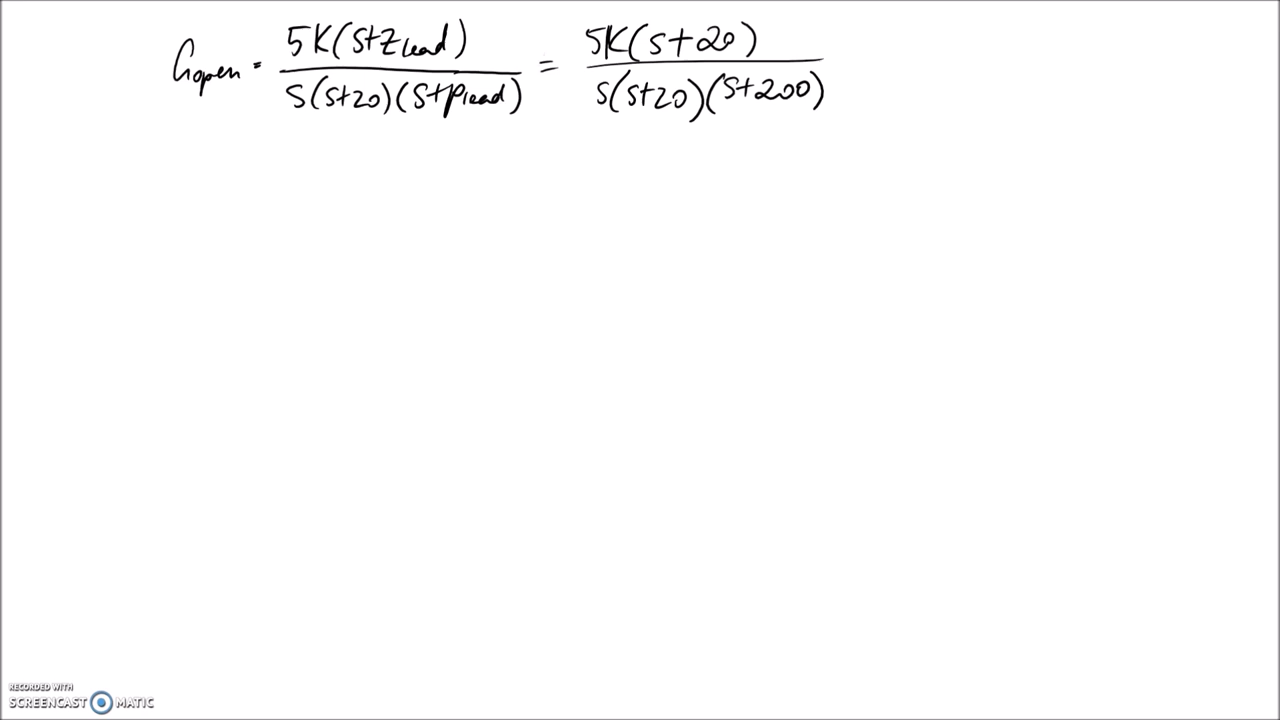 Gopen = 5K(s+Zlead) / s(s+20)(s+Plead) = 5K(s+20) / s(s+20)(s+200)
RECORDED WITH
SCREENCAST MATIC